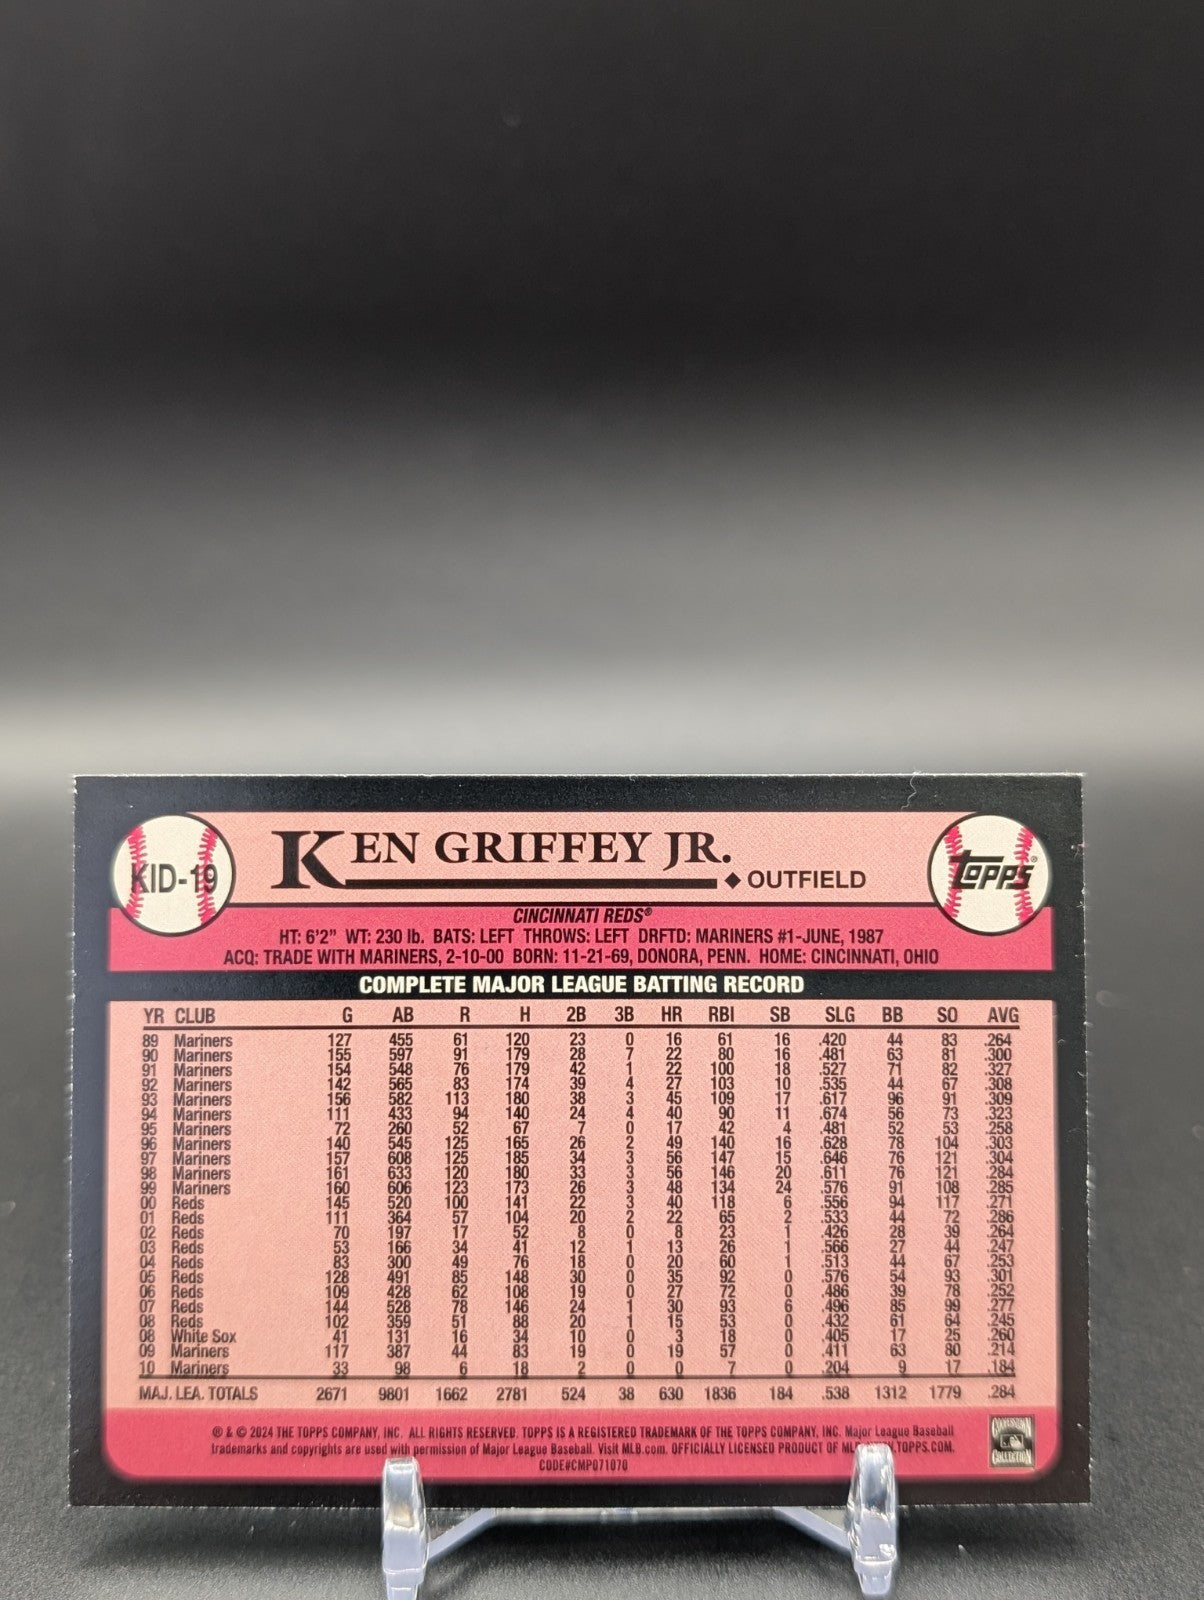 KID-19
KEN GRIFFEY JR.
◆ OUTFIELD
TOPPS®
CINCINNATI REDS®
HT: 6'2" WT: 230 lb. BATS: LEFT THROWS: LEFT DRFTD: MARINERS #1-JUNE, 1987
ACQ: TRADE WITH MARINERS, 2-10-00 BORN: 11-21-69, DONORA, PENN. HOME: CINCINNATI, OHIO
COMPLETE MAJOR LEAGUE BATTING RECORD
YR CLUB G AB R H 2B 3B HR RBI SB SLG BB SO AVG
89 Mariners 127 455 61 120 23 0 16 61 16 .420 44 83 .264
90 Mariners 155 597 91 179 28 7 22 80 16 .481 63 81 .300
91 Mariners 154 548 76 179 42 1 22 100 18 .527 71 82 .327
92 Mariners 142 565 83 174 39 4 27 103 10 .535 44 67 .308
93 Mariners 156 582 113 180 38 3 45 109 17 .617 96 91 .309
94 Mariners 111 433 94 140 24 4 40 90 11 .674 56 73 .323
95 Mariners 72 260 52 67 7 0 17 42 4 .481 52 53 .258
96 Mariners 140 545 125 165 26 2 49 140 16 .628 78 104 .303
97 Mariners 157 608 125 185 34 3 56 147 15 .646 76 121 .304
98 Mariners 161 633 120 180 33 3 56 146 20 .611 76 121 .284
99 Mariners 160 606 123 173 26 3 48 134 24 .576 91 108 .285
00 Reds 145 520 100 141 22 3 40 118 6 .556 94 117 .271
01 Reds 111 364 57 104 20 2 22 65 2 .533 44 72 .286
02 Reds 70 197 17 52 8 0 8 23 1 .426 28 39 .264
03 Reds 53 166 34 41 12 1 13 26 1 .566 27 44 .247
04 Reds 83 300 49 76 18 0 20 60 1 .513 44 67 .253
05 Reds 128 491 85 148 30 0 35 92 0 .576 54 93 .301
06 Reds 109 428 62 108 19 0 27 72 0 .486 39 78 .252
07 Reds 144 528 78 146 24 1 30 93 6 .496 85 99 .277
08 Reds 102 359 51 88 20 1 15 53 0 .432 61 64 .245
08 White Sox 41 131 16 34 10 0 3 18 0 .405 17 25 .260
09 Mariners 117 387 44 83 19 0 19 57 0 .411 63 80 .214
10 Mariners 33 98 6 18 2 0 0 7 0 .204 9 17 .184
MAJ. LEA. TOTALS 2671 9801 1662 2781 524 38 630 1836 184 .538 1312 1779 .284
® & © 2024 THE TOPPS COMPANY, INC. ALL RIGHTS RESERVED. TOPPS IS A REGISTERED TRADEMARK OF THE TOPPS COMPANY, INC. Major League Baseball
trademarks and copyrights are used with permission of Major League Baseball. Visit MLB.com. OFFICIALLY LICENSED PRODUCT OF TOPPS.COM.
CODE#CMP071070
COOPERSTOWN
COLLECTION